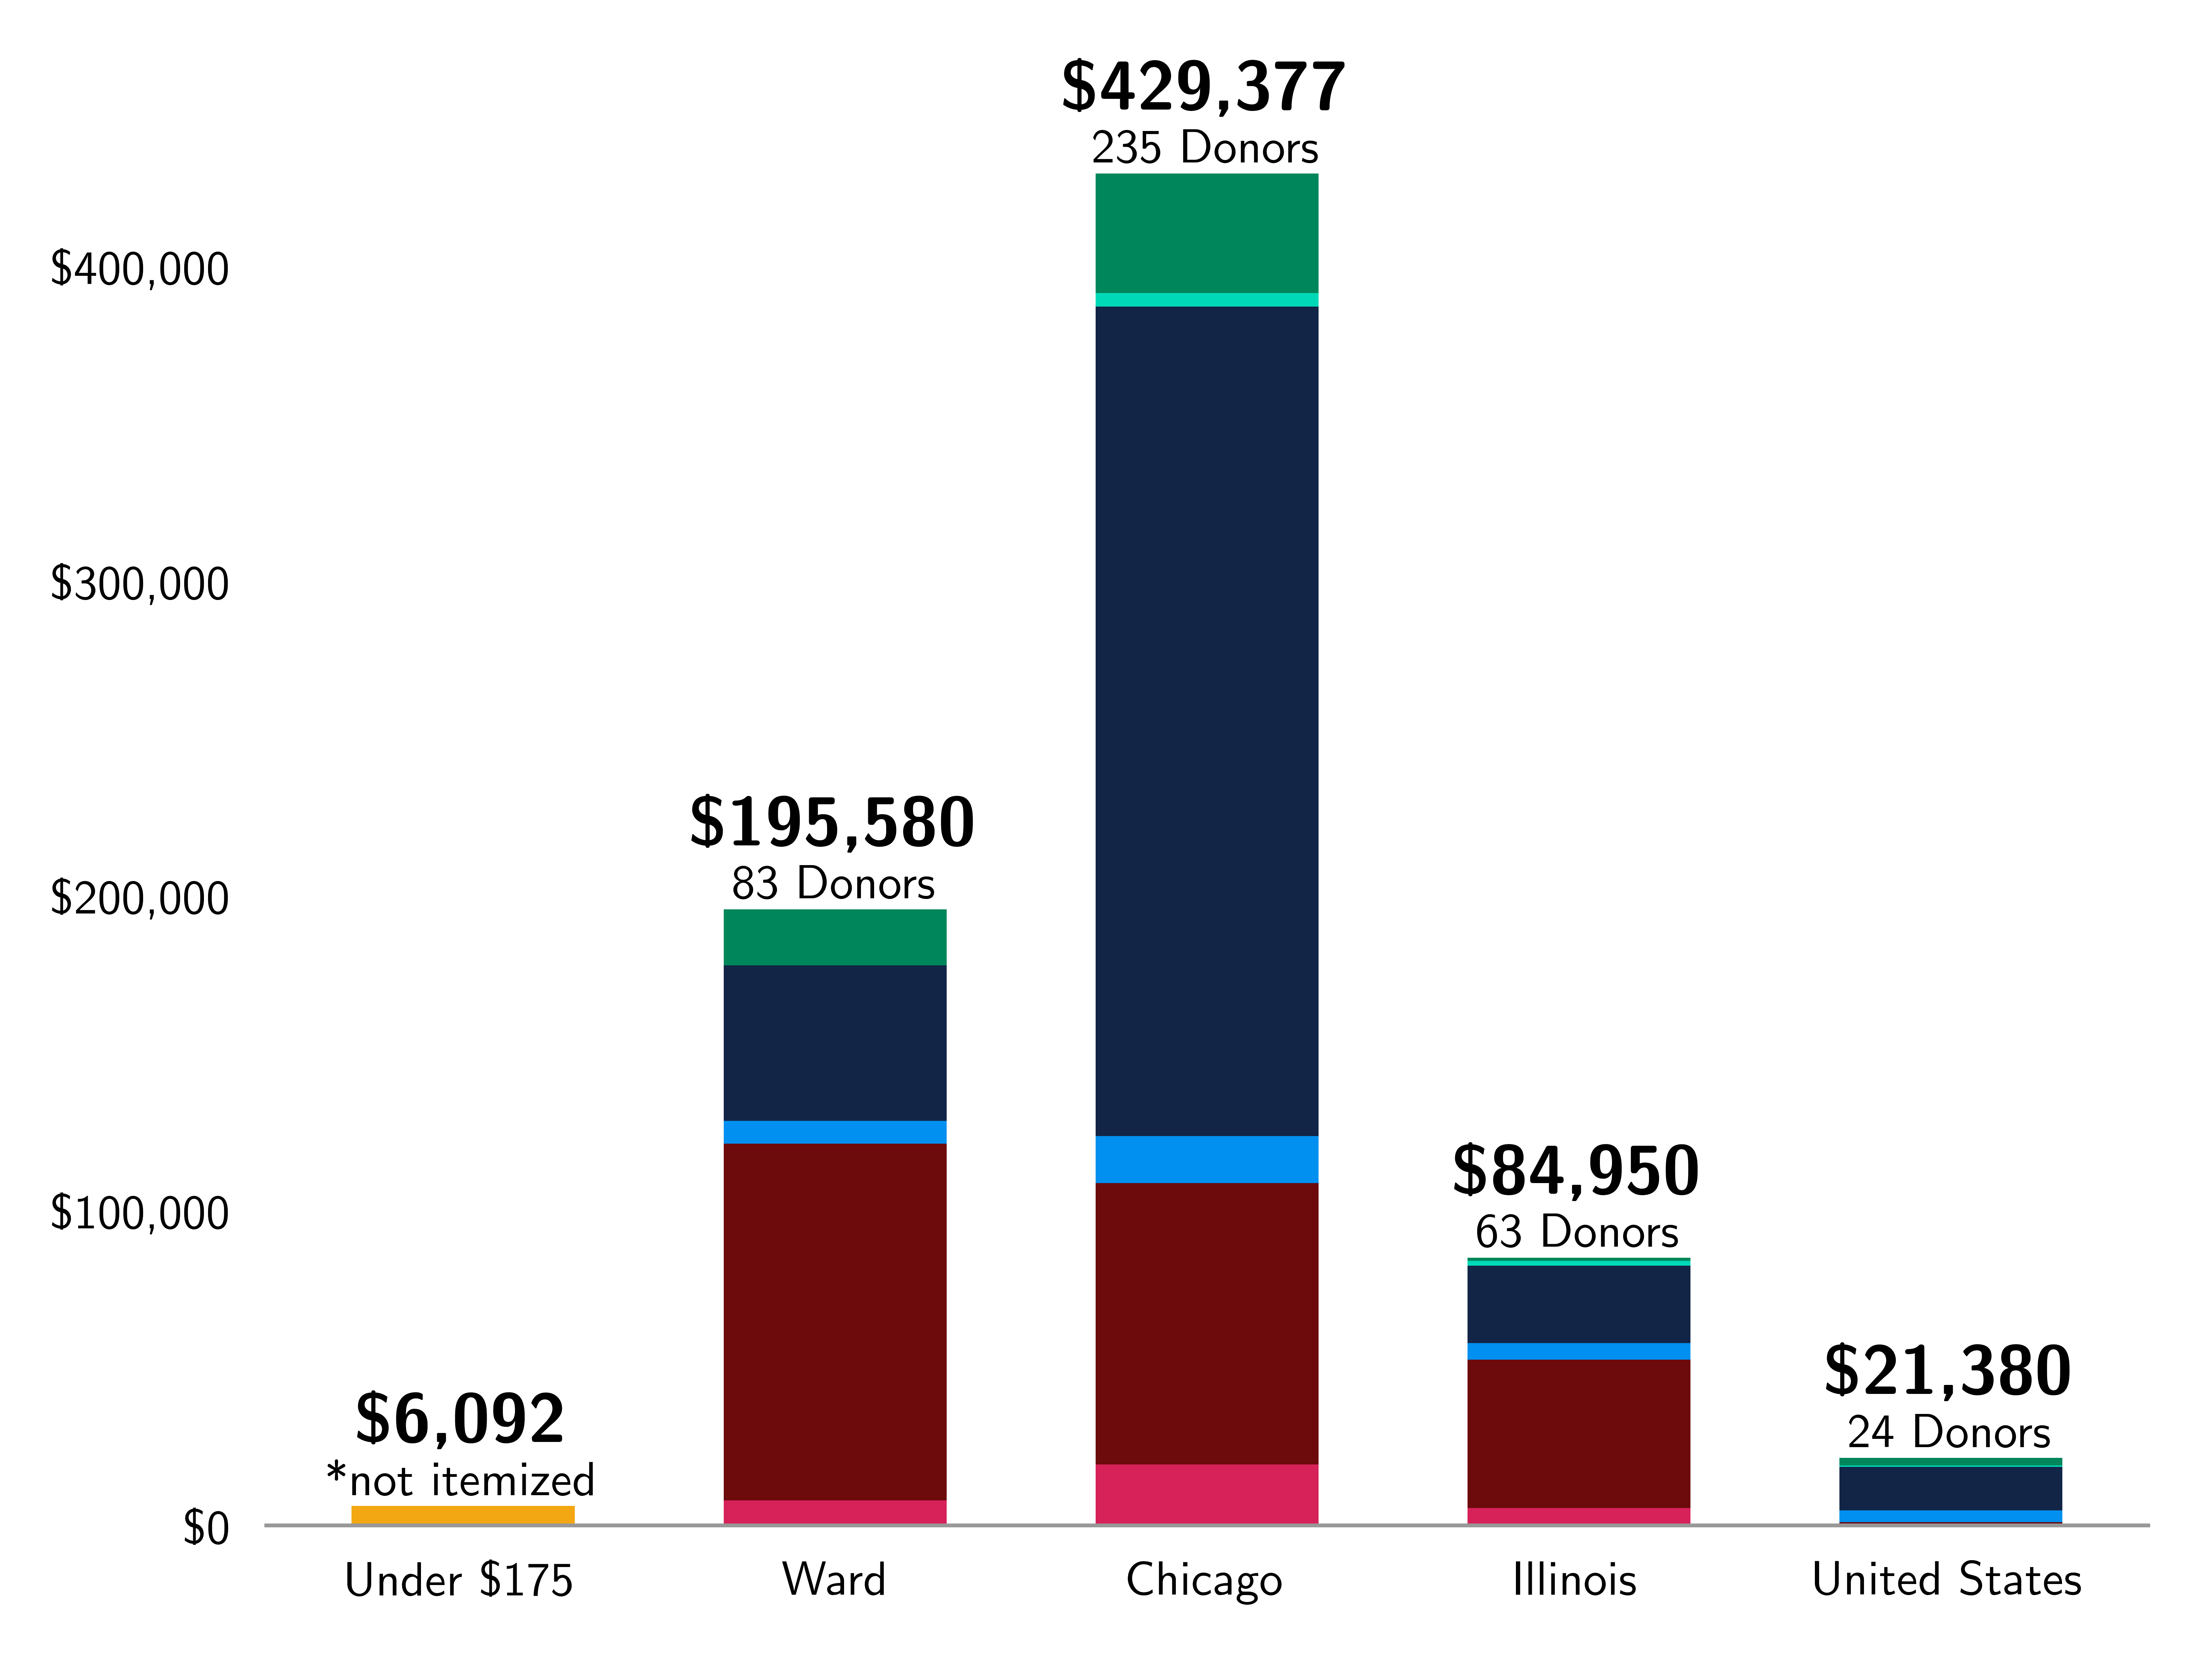 $429,377
235 Donors
$400,000
$300,000
$195,580
83 Donors
$200,000
$84,950
63 Donors
$100,000
$21,380
24 Donors
$6,092
*not itemized
$0
Under $175
Ward
Chicago
Illinois
United States